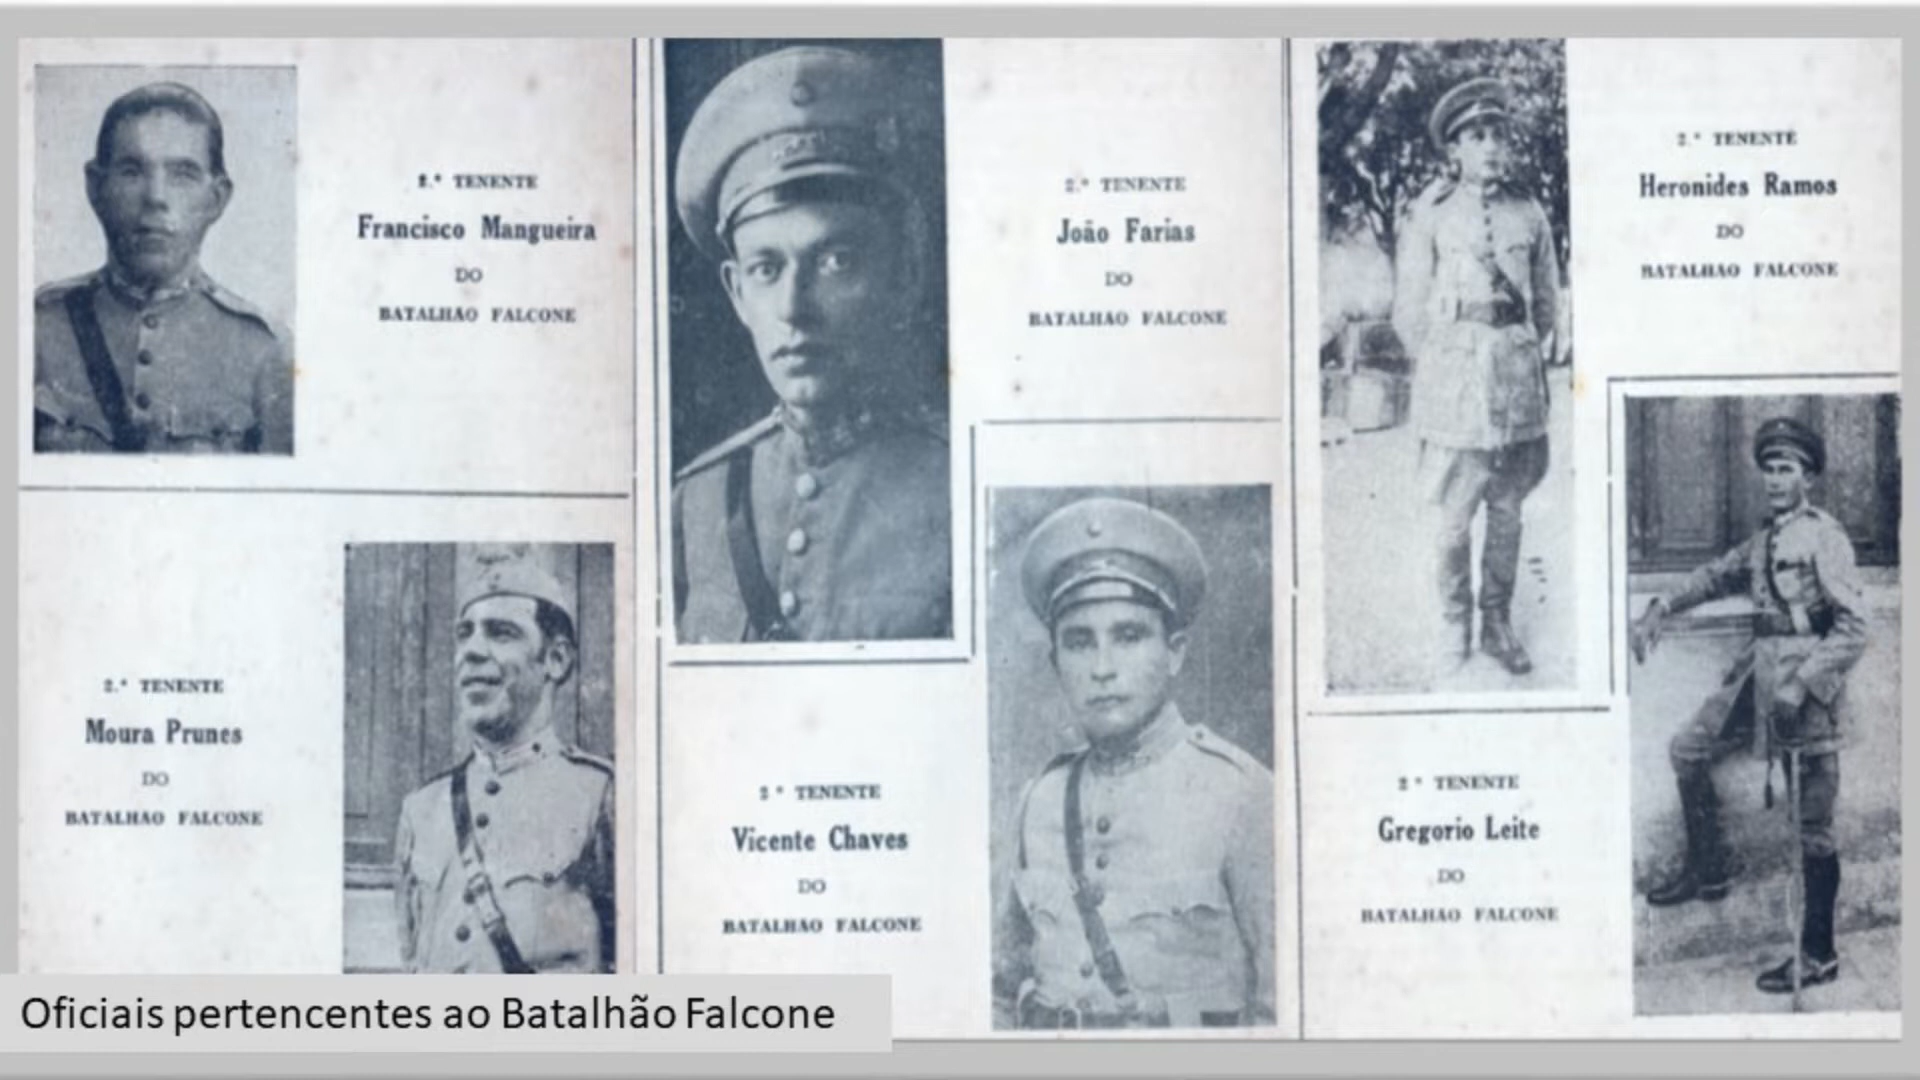 2.º TENENTE
Francisco Mangueira
DO
BATALHÃO FALCONE
2.º TENENTE
Moura Prunes
DO
BATALHÃO FALCONE
2.º TENENTE
João Farias
DO
BATALHÃO FALCONE
2º TENENTE
Vicente Chaves
DO
BATALHÃO FALCONE
2.º TENENTE
Heronides Ramos
DO
BATALHÃO FALCONE
2º TENENTE
Gregorio Leite
DO
BATALHÃO FALCONE
Oficiais pertencentes ao Batalhão Falcone